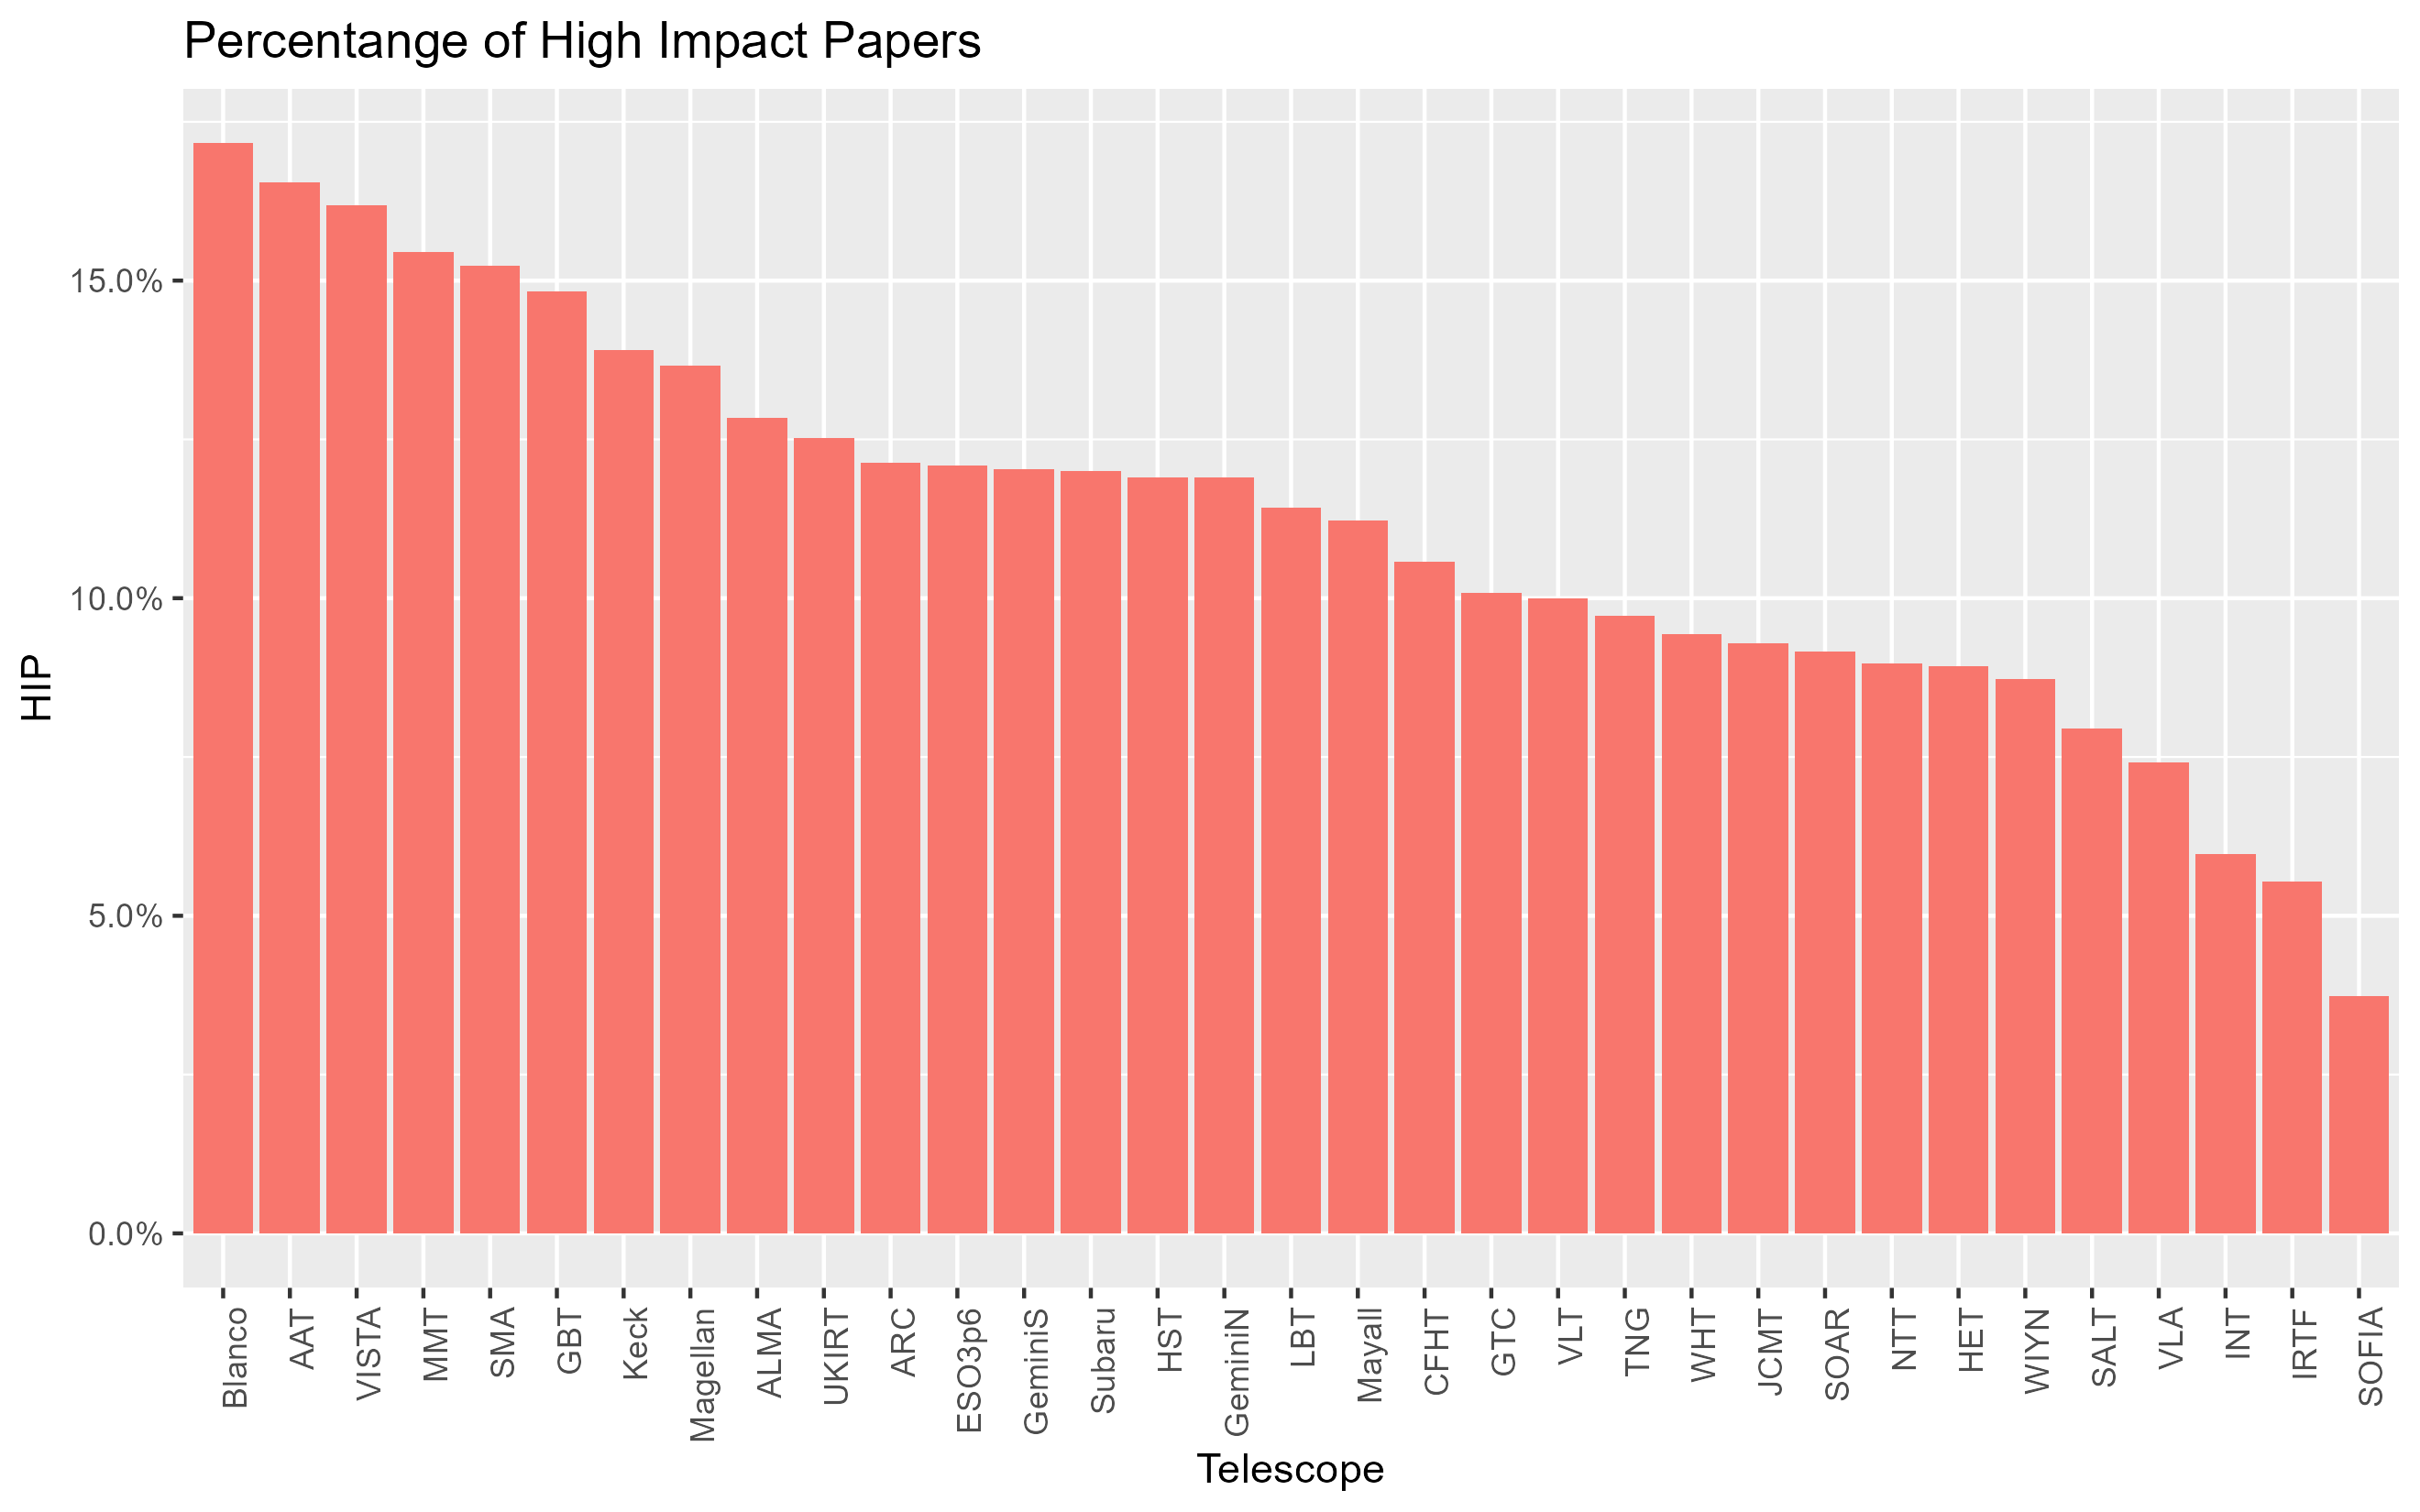 Percentange of High Impact Papers
15.0%
10.0%
5.0%
0.0%
HIP
Blanco
AAT
VISTA
MMT
SMA
GBT
Keck
Magellan
ALMA
UKIRT
ARC
ESO3p6
GeminiS
Subaru
HST
GeminiN
LBT
Mayall
CFHT
GTC
VLT
TNG
WHT
JCMT
SOAR
NTT
HET
WIYN
SALT
VLA
INT
IRTF
SOFIA
Telescope